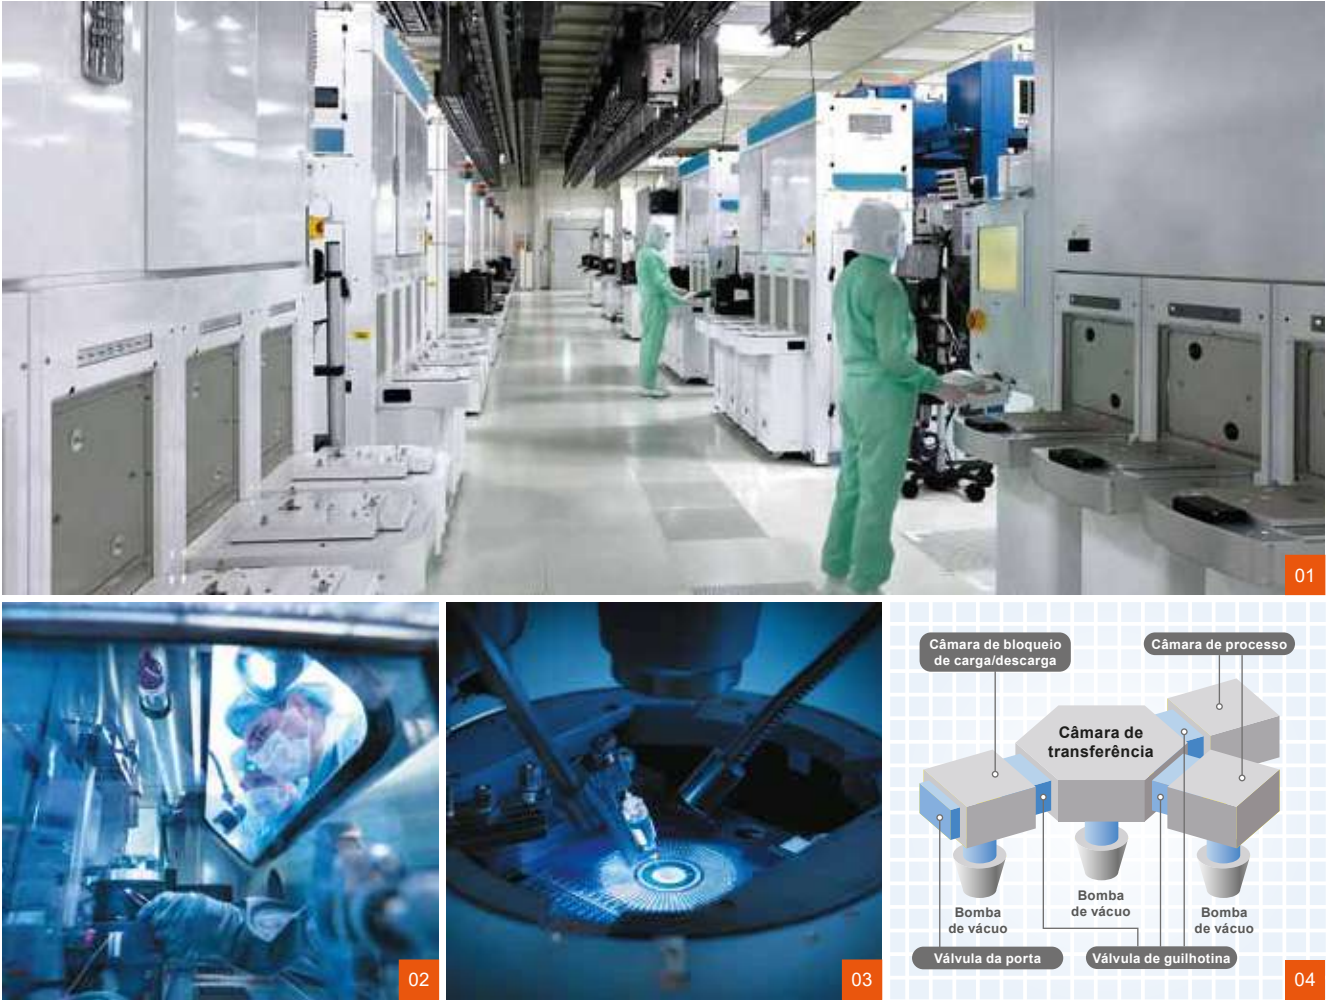 01
02
03
Câmara de bloqueio
de carga/descarga
Câmara de processo
Câmara de
transferência
Bomba
de vácuo
Bomba
de vácuo
Bomba
de vácuo
Válvula da porta
Válvula de guilhotina
04